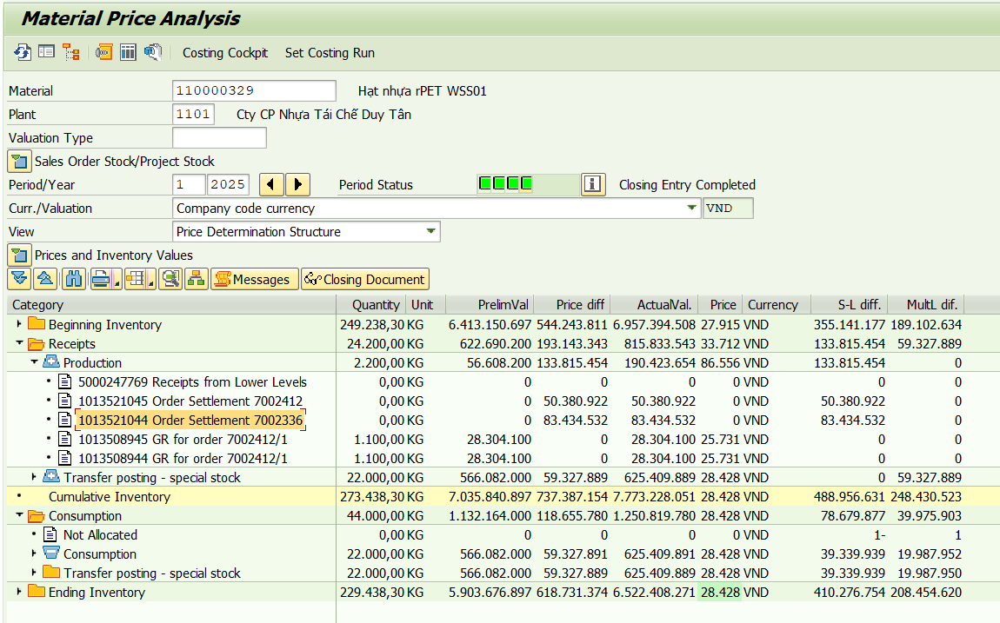 Material Price Analysis
Costing Cockpit Set Costing Run
Material 110000329 Hạt nhựa rPET WSS01
Plant 1101 Cty CP Nhựa Tái Chế Duy Tân
Valuation Type
Sales Order Stock/Project Stock
Period/Year 1 2025 Period Status Closing Entry Completed
Curr./Valuation Company code currency VND
View Price Determination Structure
Prices and Inventory Values
Messages Closing Document
Category Quantity Unit PrelimVal Price diff ActualVal. Price Currency S-L diff. MultL dif.
Beginning Inventory 249.238,30 KG 6.413.150.697 544.243.811 6.957.394.508 27.915 VND 355.141.177 189.102.634
Receipts 24.200,00 KG 622.690.200 193.143.343 815.833.543 33.712 VND 133.815.454 59.327.889
Production 2.200,00 KG 56.608.200 133.815.454 190.423.654 86.556 VND 133.815.454 0
5000247769 Receipts from Lower Levels 0,00 KG 0 0 0 0 VND 0 0
1013521045 Order Settlement 7002412 0,00 KG 0 50.380.922 50.380.922 0 VND 50.380.922 0
1013521044 Order Settlement 7002336 0,00 KG 0 83.434.532 83.434.532 0 VND 83.434.532 0
1013508945 GR for order 7002412/1 1.100,00 KG 28.304.100 0 28.304.100 25.731 VND 0 0
1013508944 GR for order 7002412/1 1.100,00 KG 28.304.100 0 28.304.100 25.731 VND 0 0
Transfer posting - special stock 22.000,00 KG 566.082.000 59.327.889 625.409.889 28.428 VND 0 59.327.889
Cumulative Inventory 273.438,30 KG 7.035.840.897 737.387.154 7.773.228.051 28.428 VND 488.956.631 248.430.523
Consumption 44.000,00 KG 1.132.164.000 118.655.780 1.250.819.780 28.428 VND 78.679.877 39.975.903
Not Allocated 0,00 KG 0 0 0 0 VND 1- 1
Consumption 22.000,00 KG 566.082.000 59.327.891 625.409.891 28.428 VND 39.339.939 19.987.952
Transfer posting - special stock 22.000,00 KG 566.082.000 59.327.889 625.409.889 28.428 VND 39.339.939 19.987.950
Ending Inventory 229.438,30 KG 5.903.676.897 618.731.374 6.522.408.271 28.428 VND 410.276.754 208.454.620